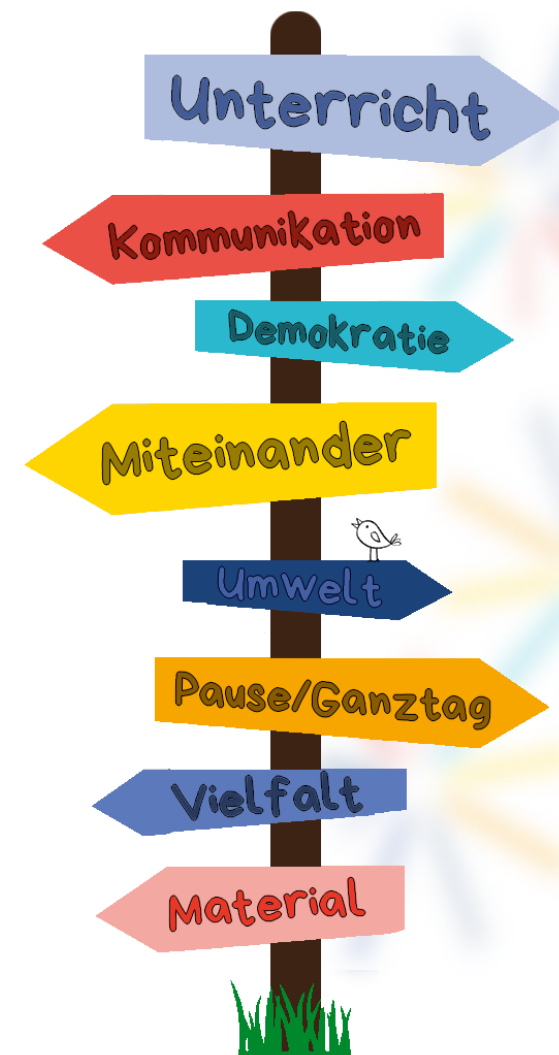 Unterricht
Kommunikation
Demokratie
Miteinander
Umwelt
Pause/Ganztag
Vielfalt
Material